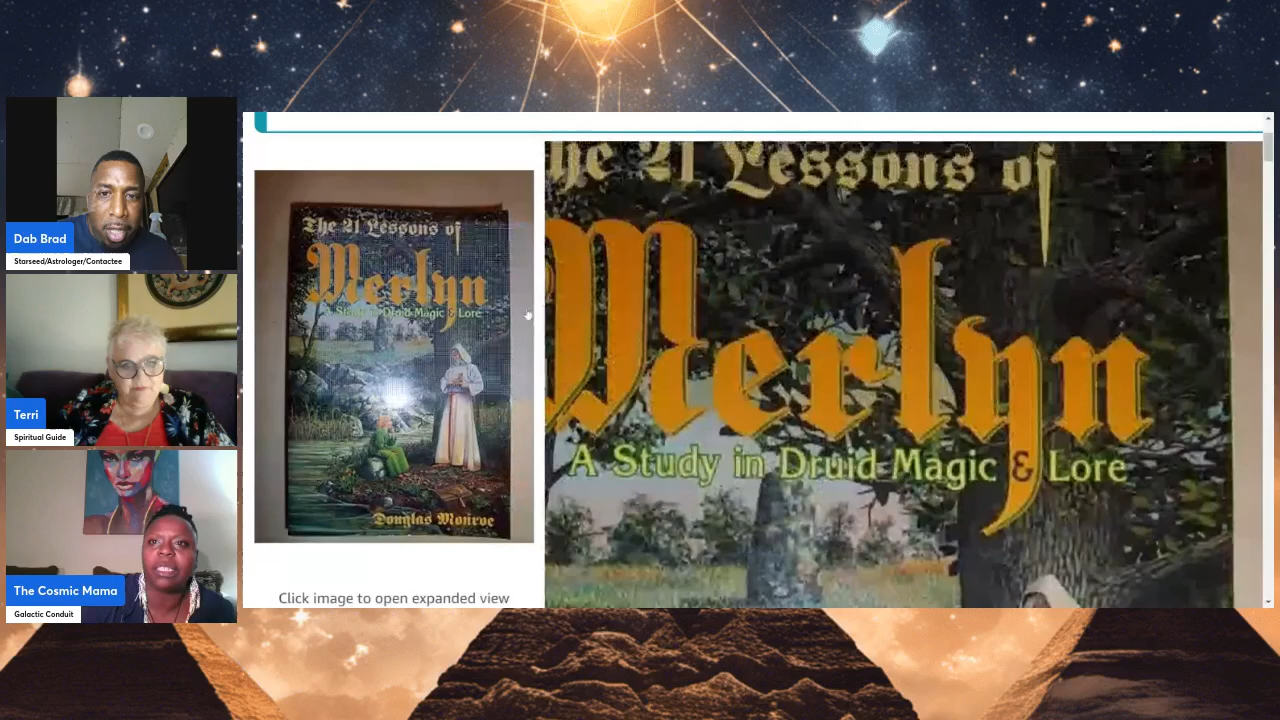 Dab Brad
Starseed/Astrologer/Contactee
Terri
Spiritual Guide
The Cosmic Mama
Galactic Conduit
The 21 Lessons of
Merlyn
A Study in Druid Magic & Lore
Douglas Monroe
Click image to open expanded view
he 21 Lessons of
Merlyn
A Study in Druid Magic & Lore